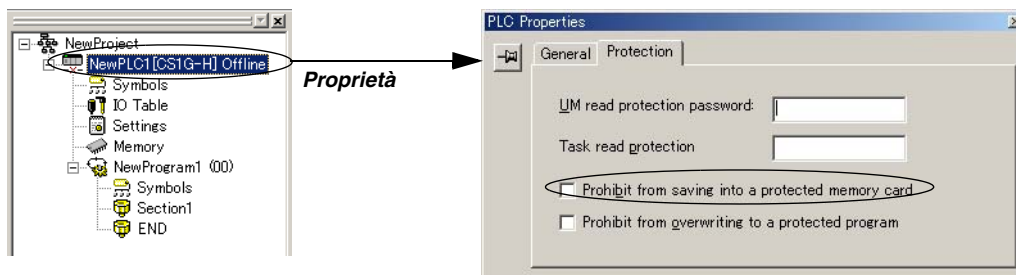 NewProject
NewPLC1[CS1G-H] Offline
Symbols
IO Table
Settings
Memory
NewProgram1 (00)
Symbols
Section1
END
Proprietà
PLC Properties
General
Protection
UM read protection password:
Task read protection
Prohibit from saving into a protected memory card
Prohibit from overwriting to a protected program